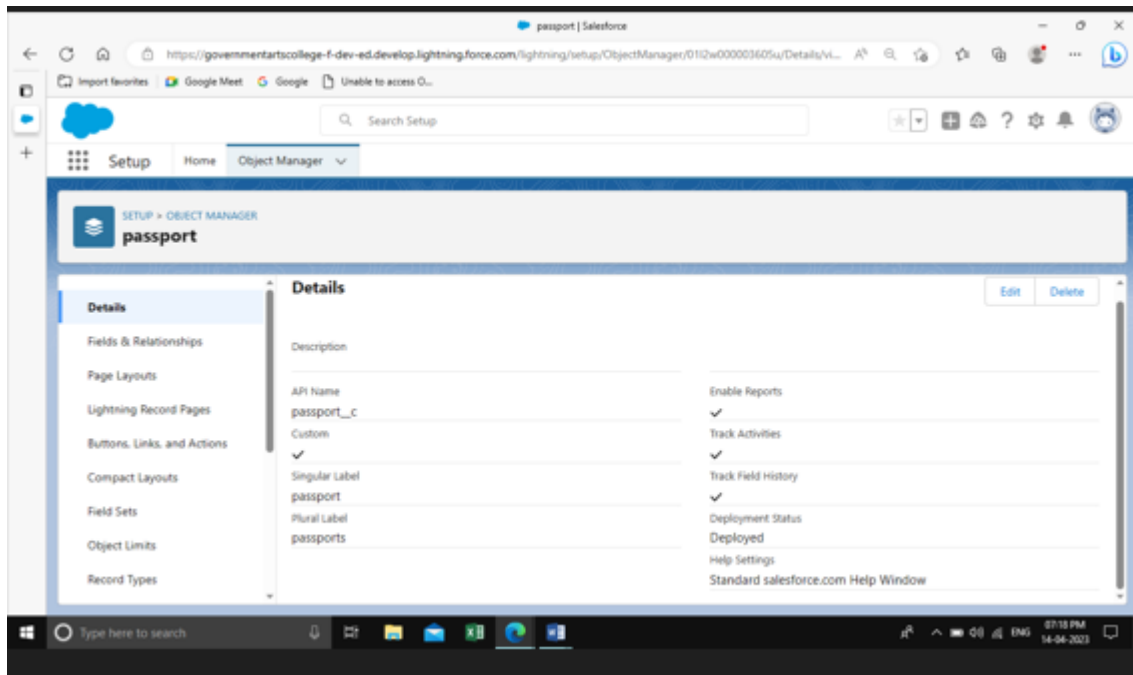 passport | Salesforce
https://governmentartscollege-f-dev-ed.develop.lightning.force.com/lightning/setup/ObjectManager/01I2w000003605u/Details/vi...
Import favorites Google Meet Google Unable to access O...
Search Setup
Setup Home Object Manager
SETUP > OBJECT MANAGER
passport
Details
Fields & Relationships
Page Layouts
Lightning Record Pages
Buttons, Links, and Actions
Compact Layouts
Field Sets
Object Limits
Record Types
Details
Edit Delete
Description
API Name
passport__c
Custom
Singular Label
passport
Plural Label
passports
Enable Reports
Track Activities
Track Field History
Deployment Status
Deployed
Help Settings
Standard salesforce.com Help Window
Type here to search
ENG
07:18 PM
14-04-2023